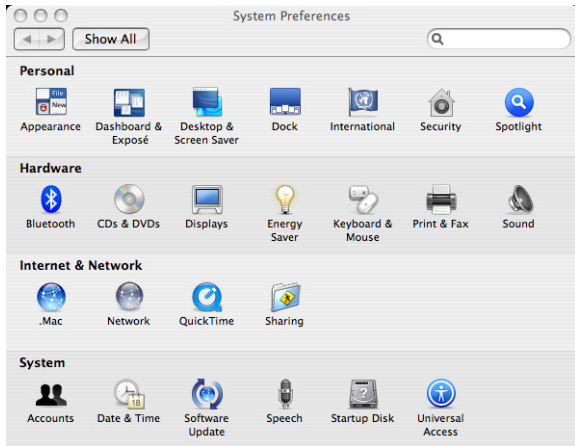 System Preferences
Show All
Personal
File
New
Appearance
Dashboard &
Exposé
Desktop &
Screen Saver
Dock
International
Security
Spotlight
Hardware
Bluetooth
CDs & DVDs
Displays
Energy
Saver
Keyboard &
Mouse
Print & Fax
Sound
Internet & Network
.Mac
Network
QuickTime
Sharing
System
18
Accounts
Date & Time
Software
Update
Speech
Startup Disk
Universal
Access